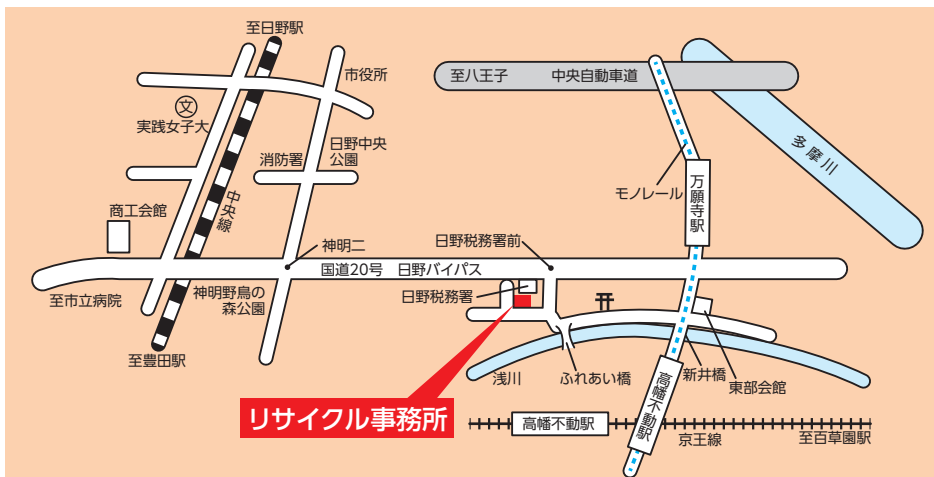 至日野駅
市役所
至八王子
中央自動車道
文
実践女子大
日野中央
公園
消防署
多摩川
モノレール
万願寺駅
中央線
商工会館
神明二
日野税務署前
国道20号 日野バイパス
至市立病院
神明野鳥の
森公園
日野税務署
至豊田駅
浅川
ふれあい橋
新井橋
東部会館
高幡不動駅
リサイクル事務所
高幡不動駅
京王線
至百草園駅